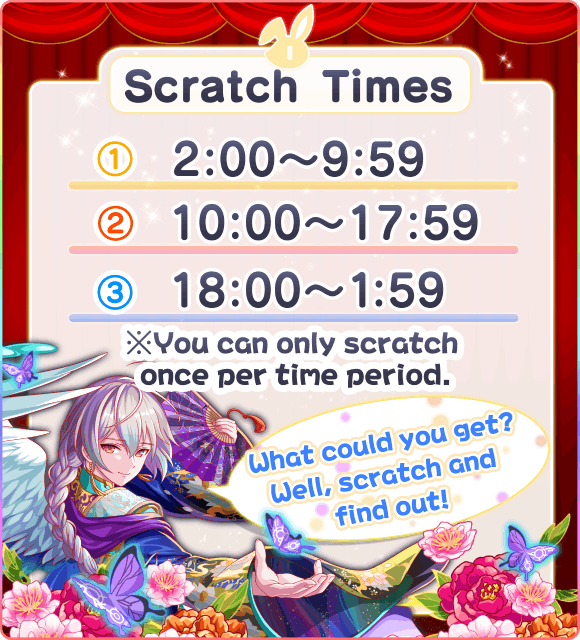 Scratch Times
① 2:00～9:59
② 10:00～17:59
③ 18:00～1:59
※You can only scratch
once per time period.
What could you get?
Well, scratch and
find out!